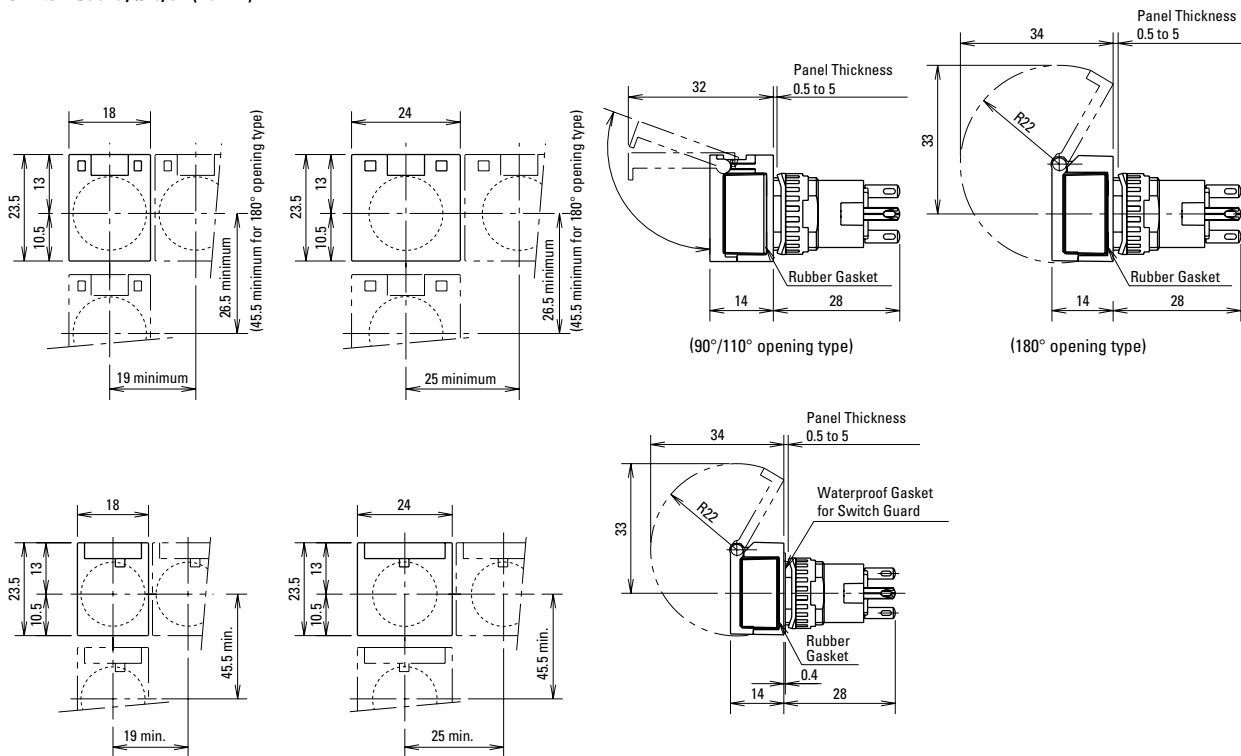 18
23.5
13
10.5
19 minimum
26.5 minimum
(45.5 minimum for 180° opening type)
24
23.5
13
10.5
25 minimum
26.5 minimum
(45.5 minimum for 180° opening type)
32
Panel Thickness
0.5 to 5
Rubber Gasket
14
28
(90°/110° opening type)
34
Panel Thickness
0.5 to 5
33
R22
Rubber Gasket
14
28
(180° opening type)
18
23.5
13
10.5
45.5 min.
19 min.
24
23.5
13
10.5
45.5 min.
25 min.
34
Panel Thickness
0.5 to 5
33
R22
Waterproof Gasket
for Switch Guard
Rubber
Gasket
0.4
14
28